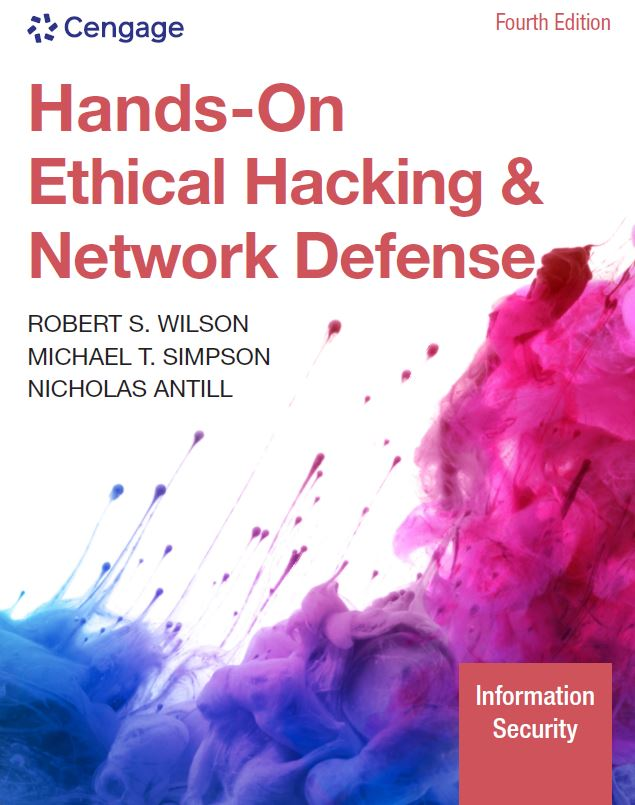 Cengage
Fourth Edition
Hands-On
Ethical Hacking &
Network Defense
ROBERT S. WILSON
MICHAEL T. SIMPSON
NICHOLAS ANTILL
Information
Security